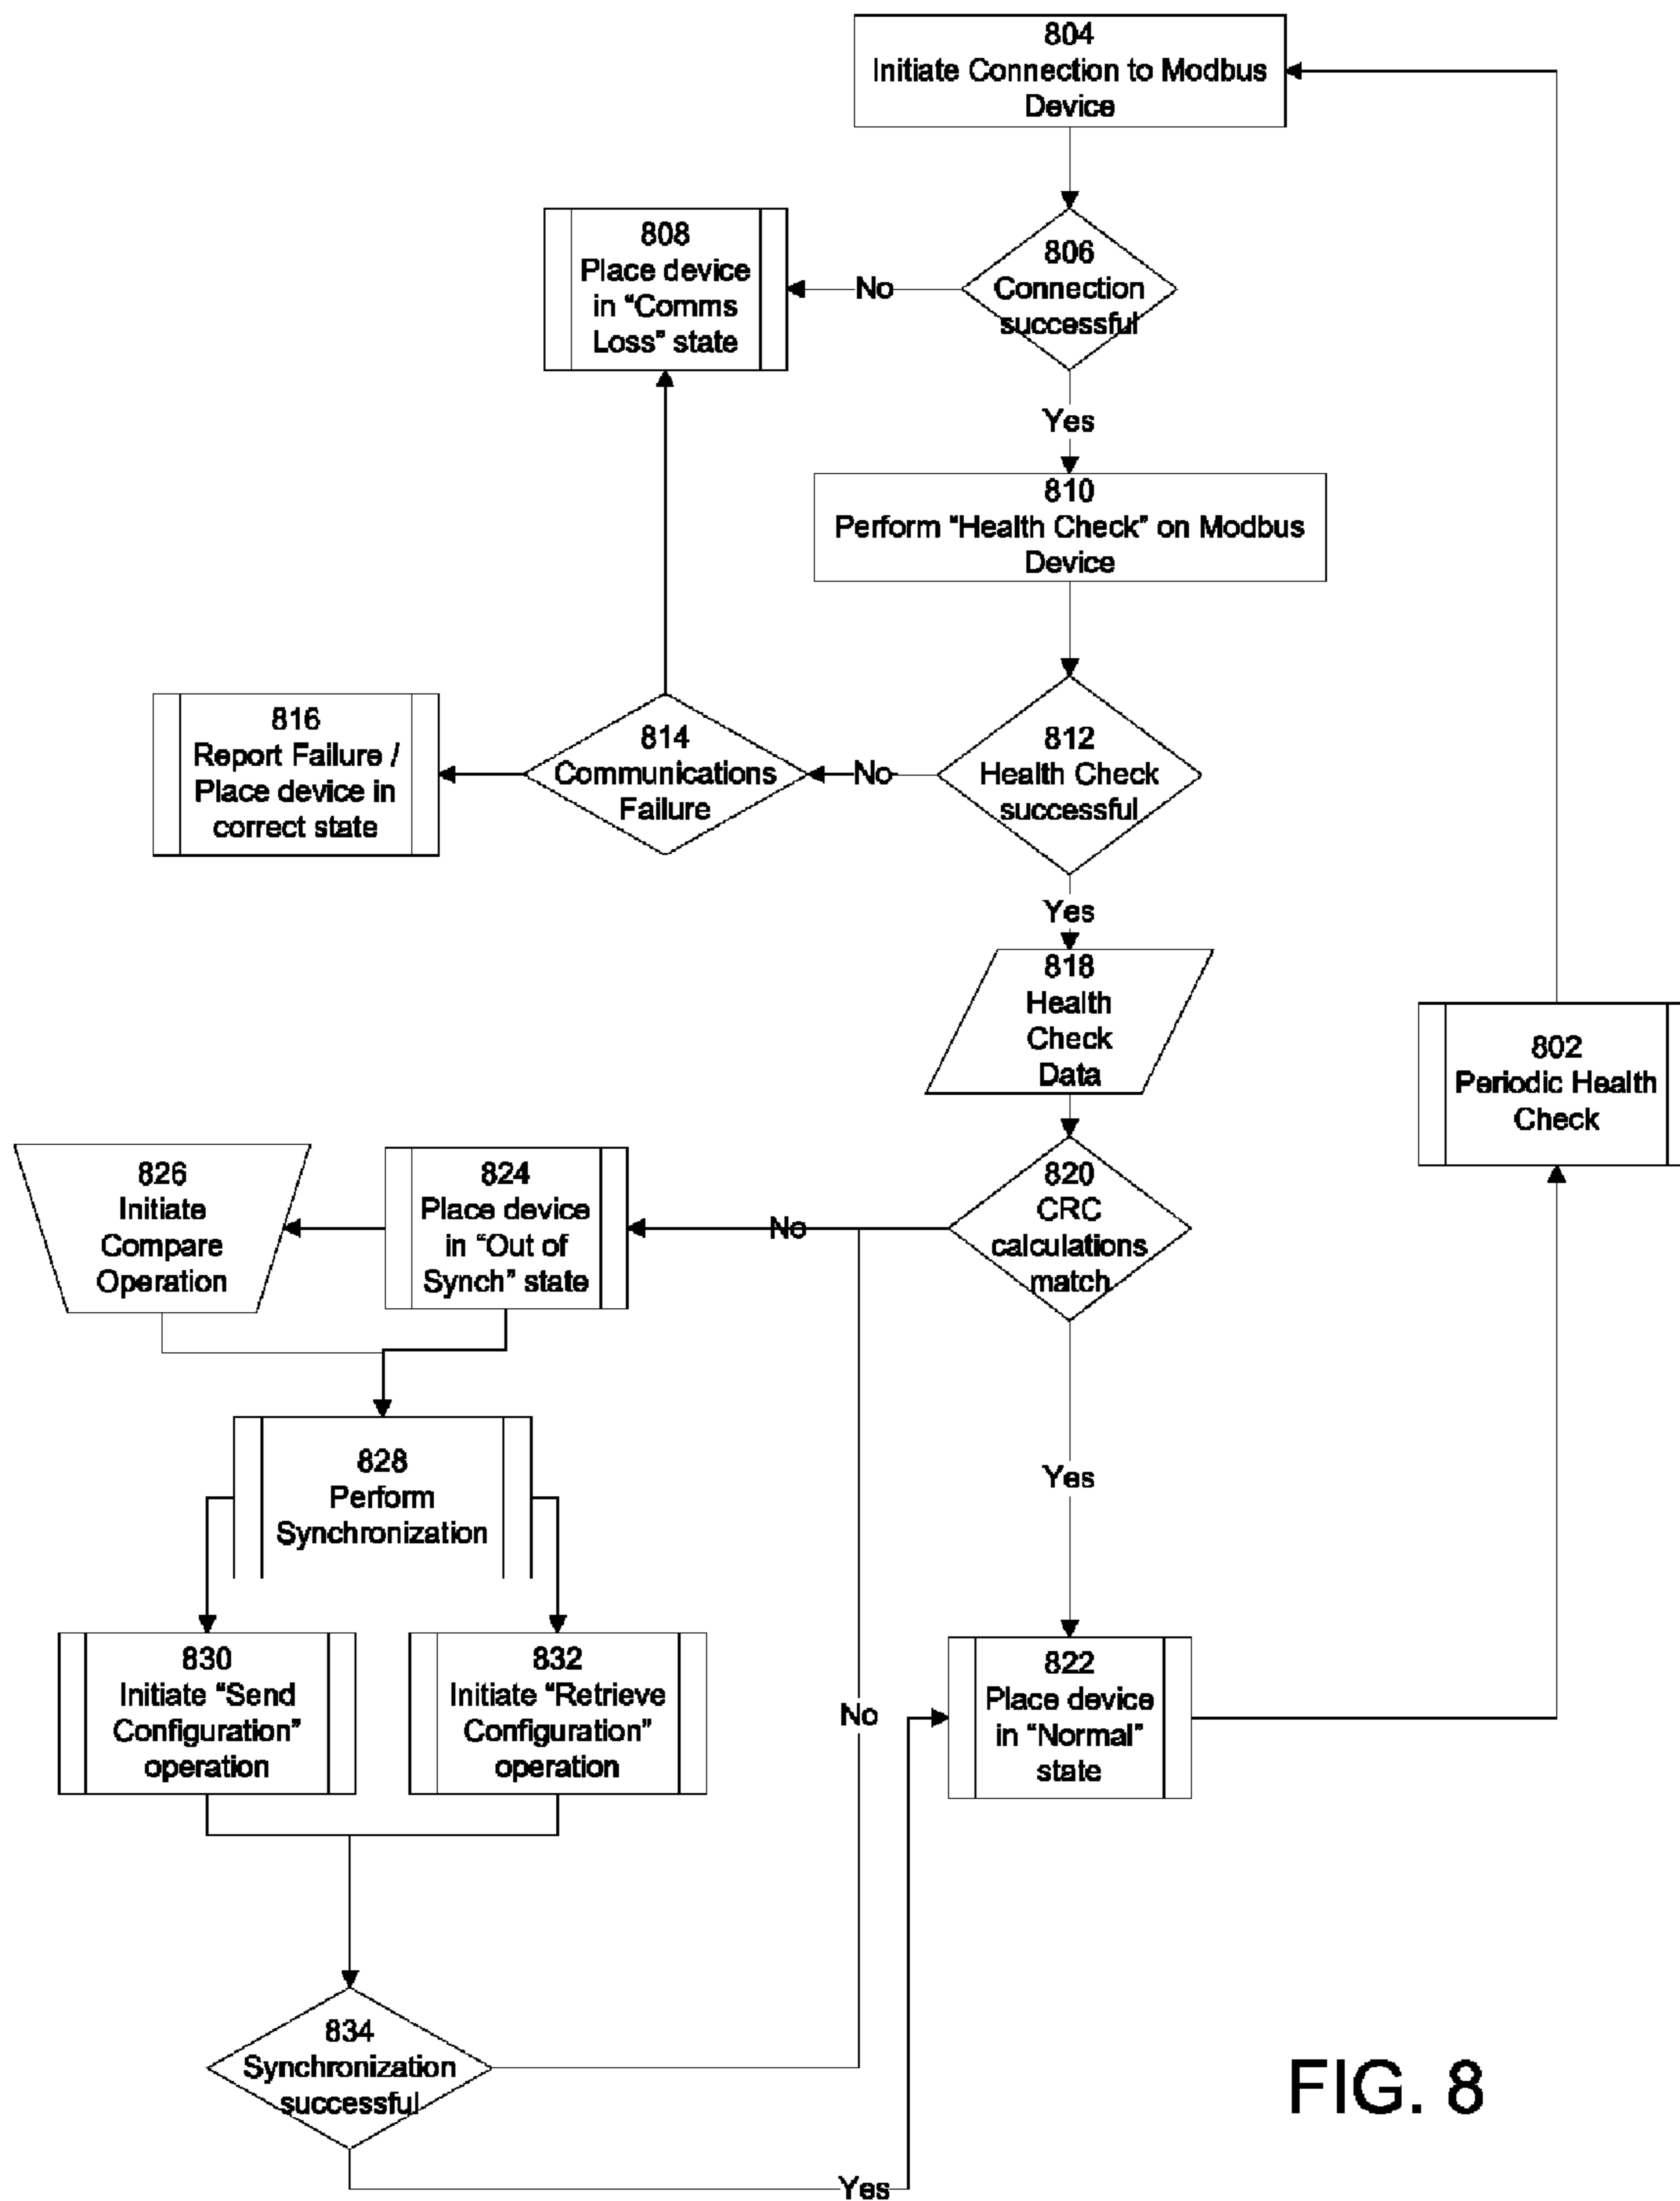 804
Initiate Connection to Modbus
Device
808
Place device
in “Comms
Loss” state
No
806
Connection
successful
Yes
810
Perform “Health Check” on Modbus
Device
816
Report Failure /
Place device in
correct state
814
Communications
Failure
No
812
Health Check
successful
Yes
818
Health
Check
Data
802
Periodic Health
Check
826
Initiate
Compare
Operation
824
Place device
in “Out of
Synch” state
No
820
CRC
calculations
match
828
Perform
Synchronization
Yes
830
Initiate “Send
Configuration”
operation
832
Initiate “Retrieve
Configuration”
operation
No
822
Place device
in “Normal”
state
834
Synchronization
successful
Yes
FIG. 8